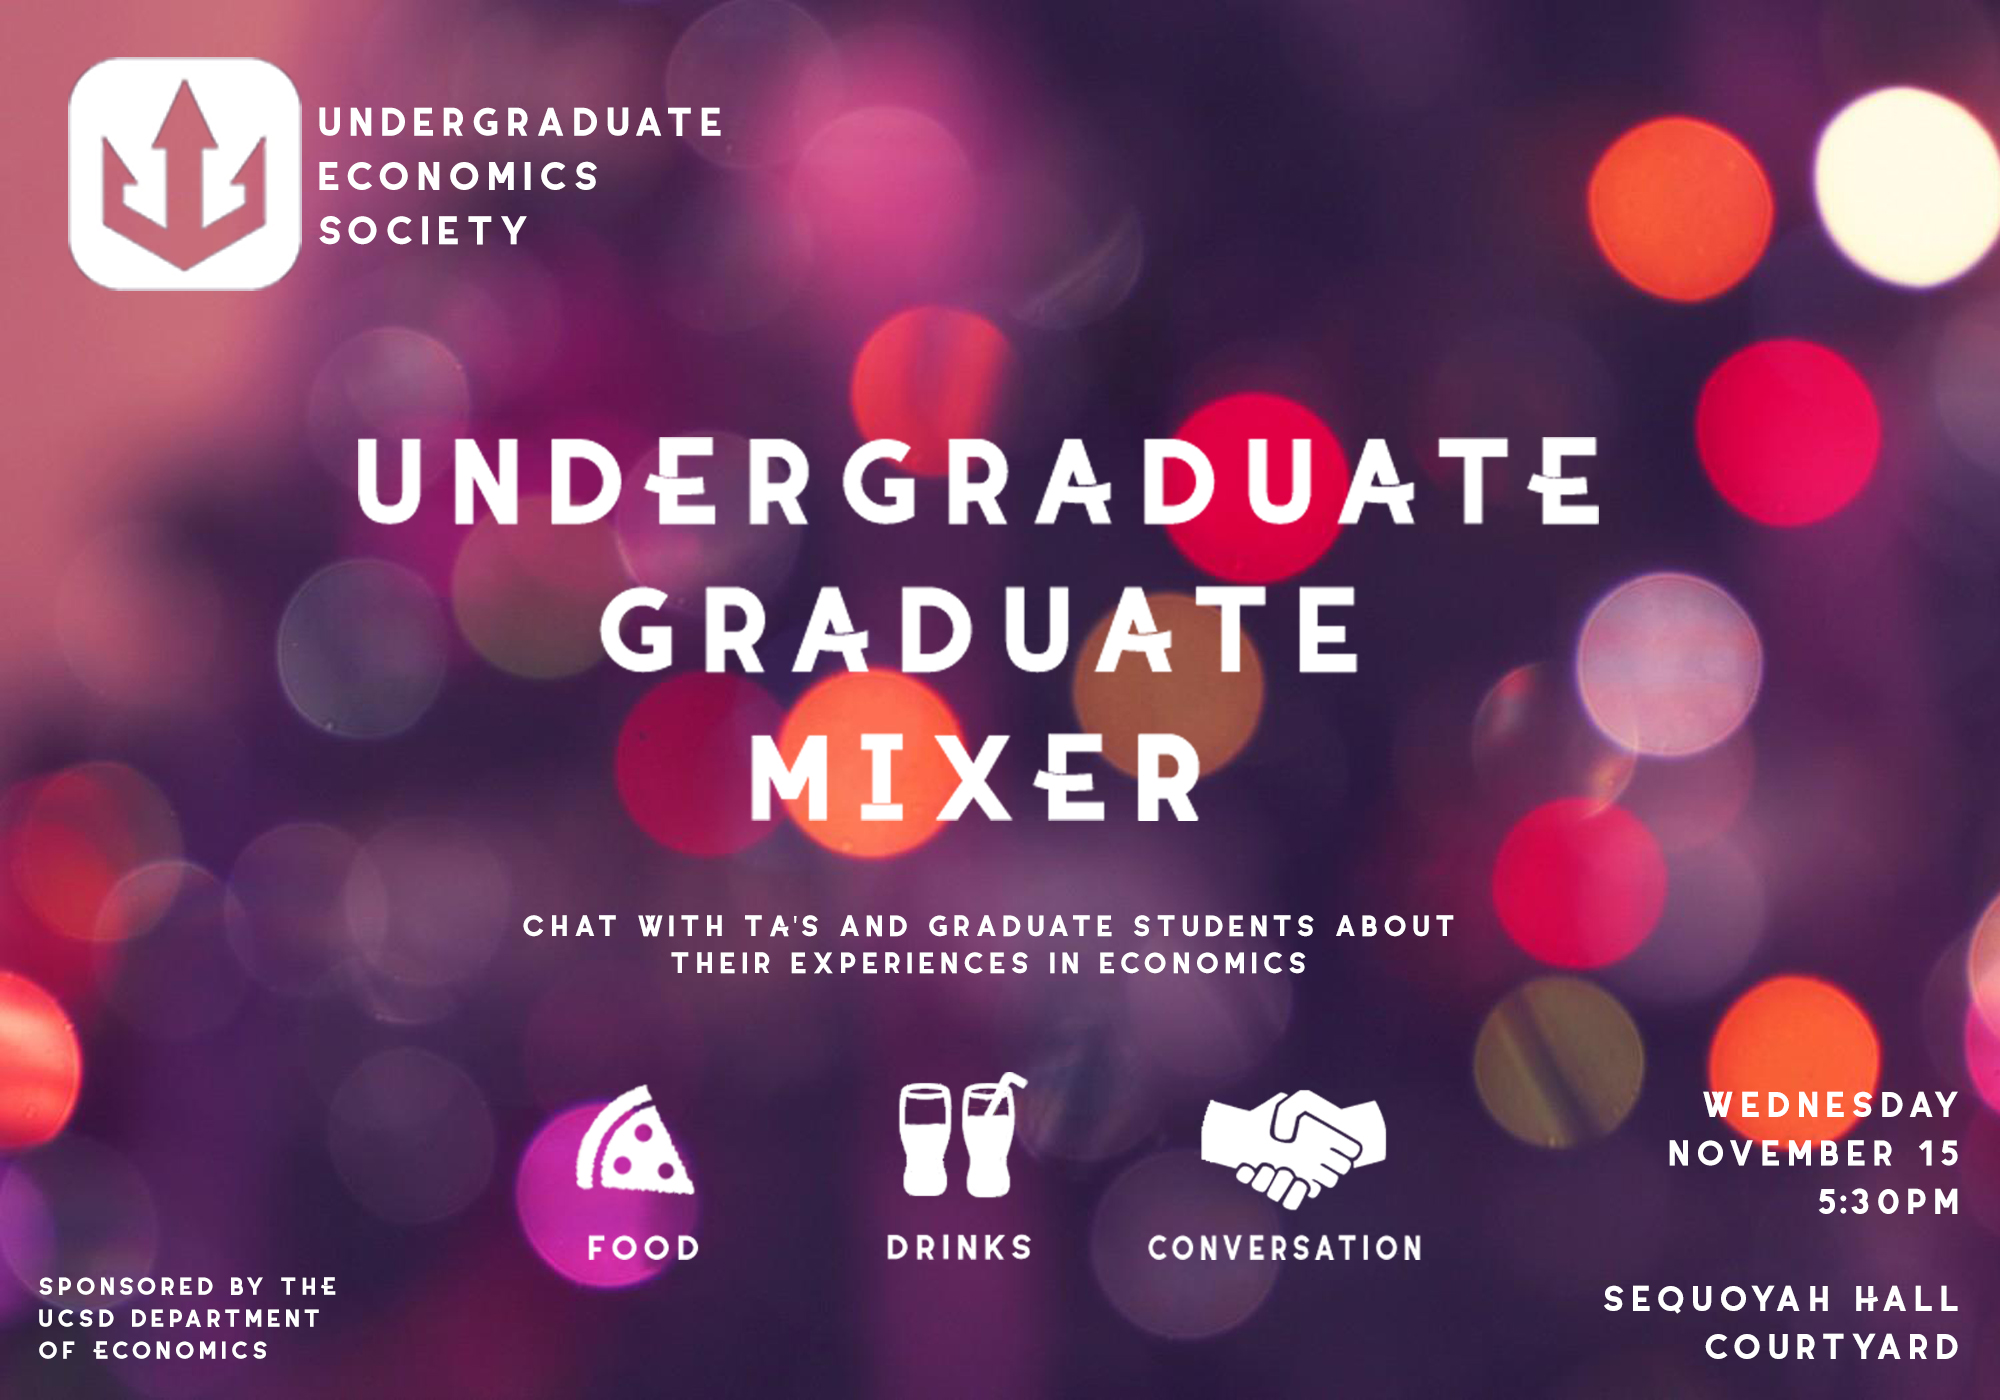 UNDERGRADUATE
ECONOMICS
SOCIETY
UNDERGRADUATE
GRADUATE
MIXER
CHAT WITH TA'S AND GRADUATE STUDENTS ABOUT
THEIR EXPERIENCES IN ECONOMICS
FOOD
DRINKS
CONVERSATION
WEDNESDAY
NOVEMBER 15
5:30PM
SEQUOYAH HALL
COURTYARD
SPONSORED BY THE
UCSD DEPARTMENT
OF ECONOMICS